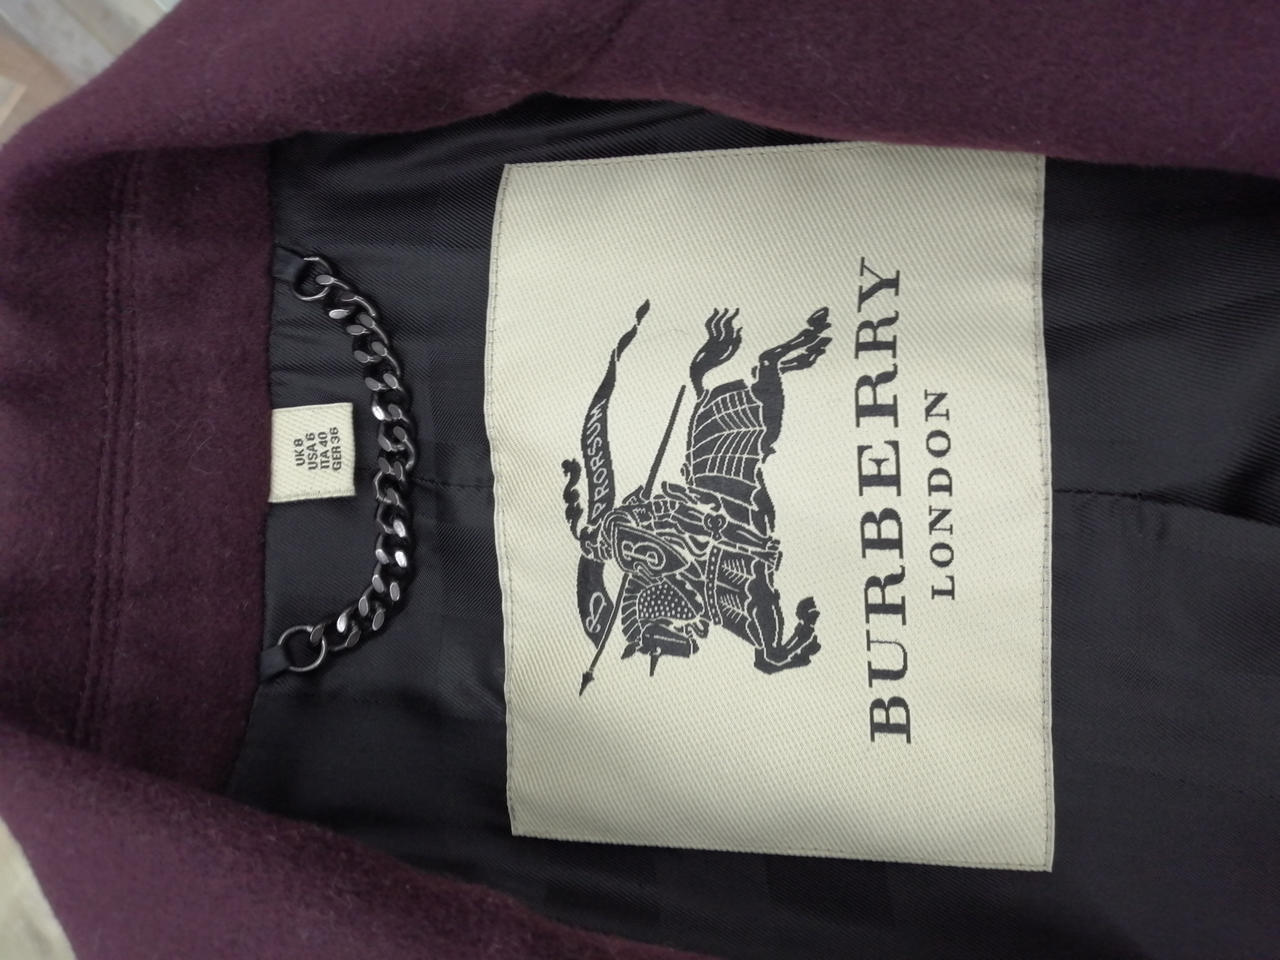 UK 8
USA 6
ITA 40
GER 36
PRORSUM
B
BURBERRY
LONDON